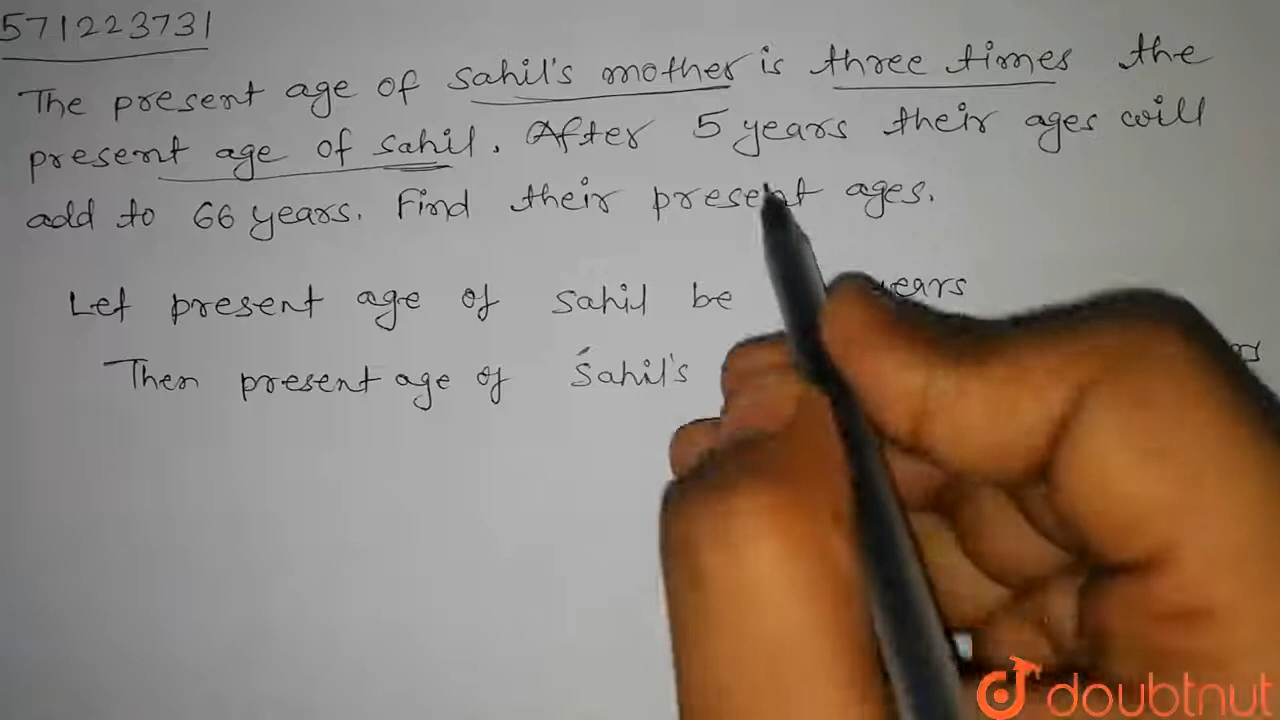 571223731
The present age of Sahil's mother is three times the
present age of sahil. After 5 years their ages will
add to 66 years. Find their present ages.
Let present age of Sahil be years
Then present age of Sahil's
doubtnut